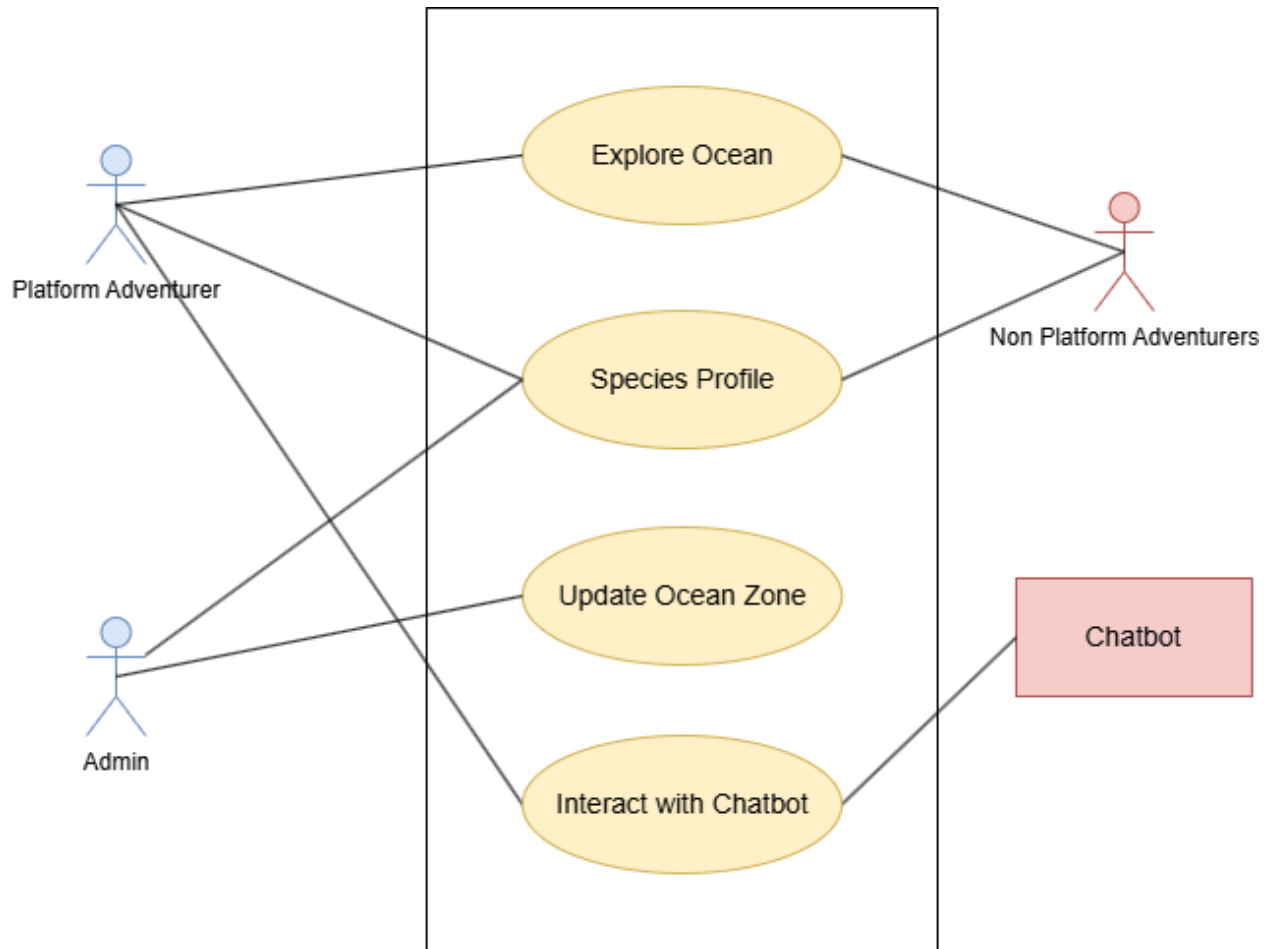 Explore Ocean
Platform Adventurer
Non Platform Adventurers
Species Profile
Update Ocean Zone
Chatbot
Admin
Interact with Chatbot